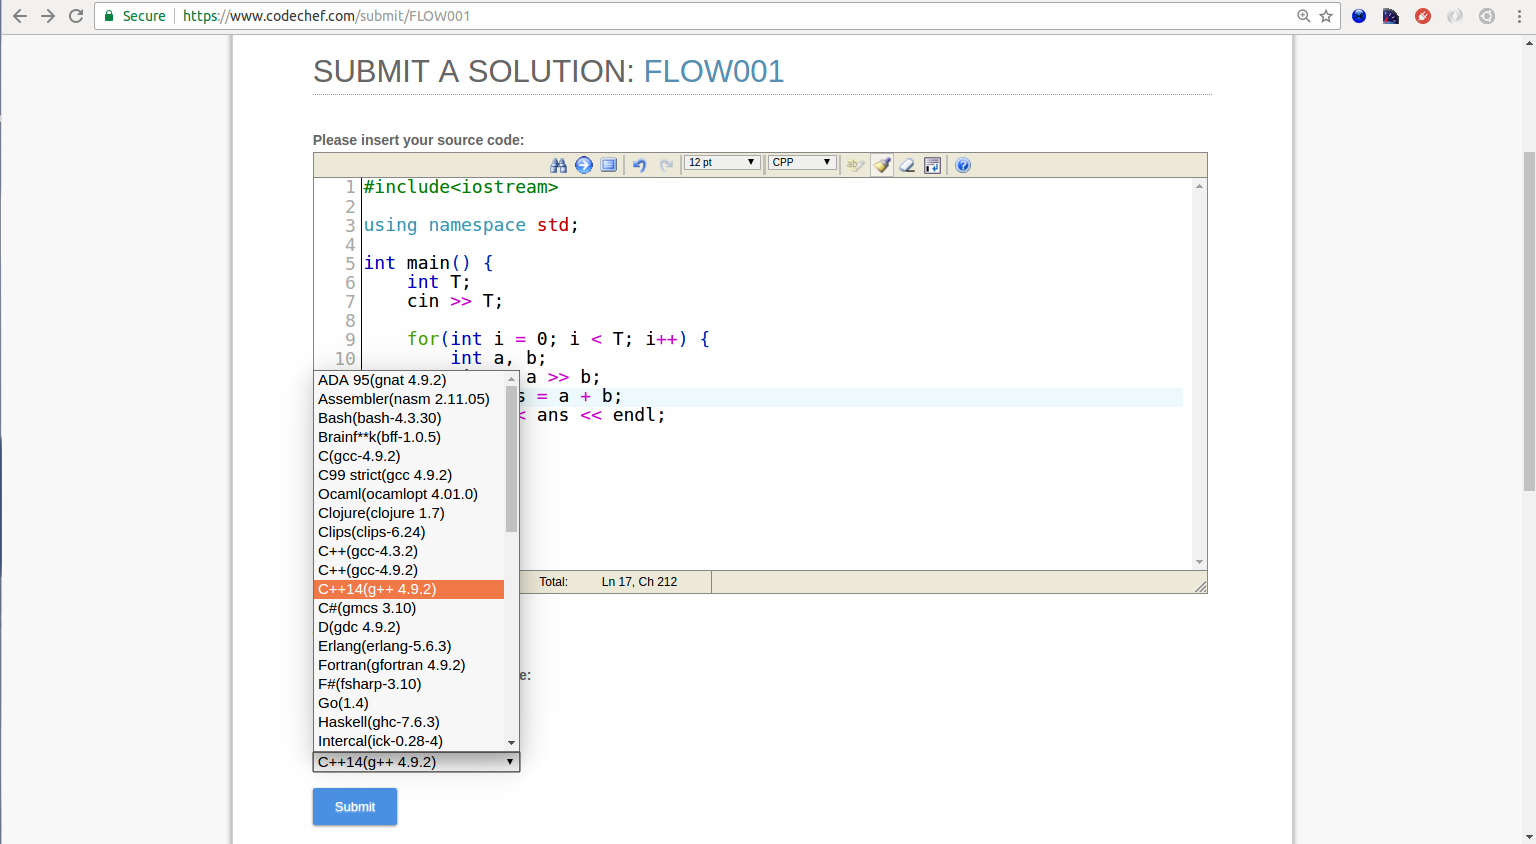 Secure https://www.codechef.com/submit/FLOW001
SUBMIT A SOLUTION: FLOW001
Please insert your source code:
12 pt CPP
1 #include<iostream>
2
3 using namespace std;
4
5 int main() {
6 int T;
7 cin >> T;
8
9 for(int i = 0; i < T; i++) {
10 int a, b;
a >> b;
s = a + b;
< ans << endl;
ADA 95(gnat 4.9.2)
Assembler(nasm 2.11.05)
Bash(bash-4.3.30)
Brainf**k(bff-1.0.5)
C(gcc-4.9.2)
C99 strict(gcc 4.9.2)
Ocaml(ocamlopt 4.01.0)
Clojure(clojure 1.7)
Clips(clips-6.24)
C++(gcc-4.3.2)
C++(gcc-4.9.2)
C++14(g++ 4.9.2)
C#(gmcs 3.10)
D(gdc 4.9.2)
Erlang(erlang-5.6.3)
Fortran(gfortran 4.9.2)
F#(fsharp-3.10)
Go(1.4)
Haskell(ghc-7.6.3)
Intercal(ick-0.28-4)
Total: Ln 17, Ch 212
e:
C++14(g++ 4.9.2)
Submit